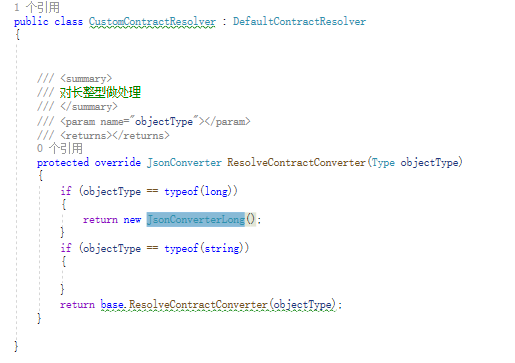 1 个引用
public class CustomContractResolver : DefaultContractResolver
{
/// <summary>
/// 对长整型做处理
/// </summary>
/// <param name="objectType"></param>
/// <returns></returns>
0 个引用
protected override JsonConverter ResolveContractConverter(Type objectType)
{
if (objectType == typeof(long))
{
return new JsonConverterLong();
}
if (objectType == typeof(string))
{
}
return base.ResolveContractConverter(objectType);
}
}